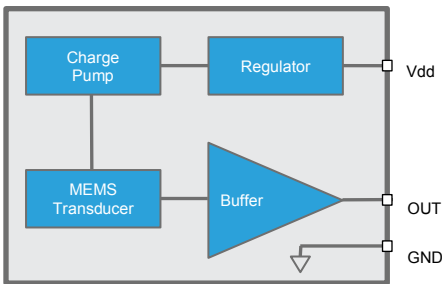 Charge
Pump
Regulator
Vdd
MEMS
Transducer
Buffer
OUT
GND